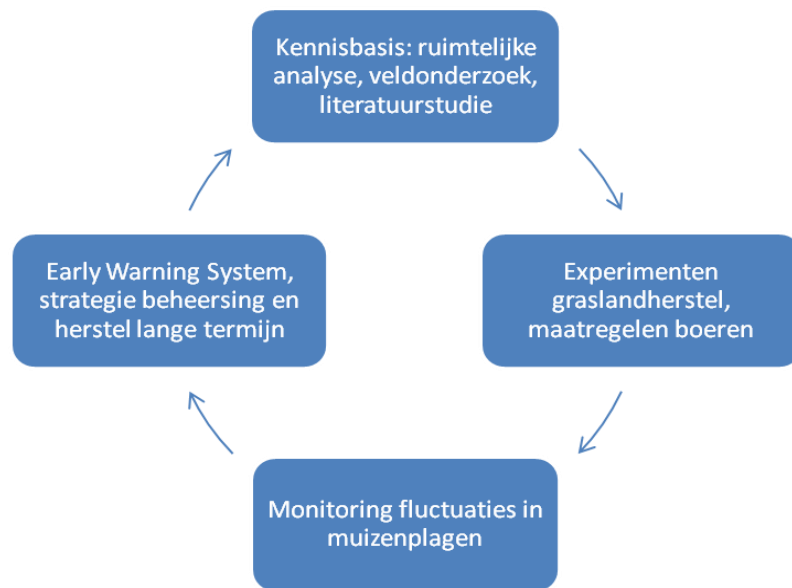 Kennisbasis: ruimtelijke
analyse, veldonderzoek,
literatuurstudie
Experimenten
graslandherstel,
maatregelen boeren
Monitoring fluctuaties in
muizenplagen
Early Warning System,
strategie beheersing en
herstel lange termijn